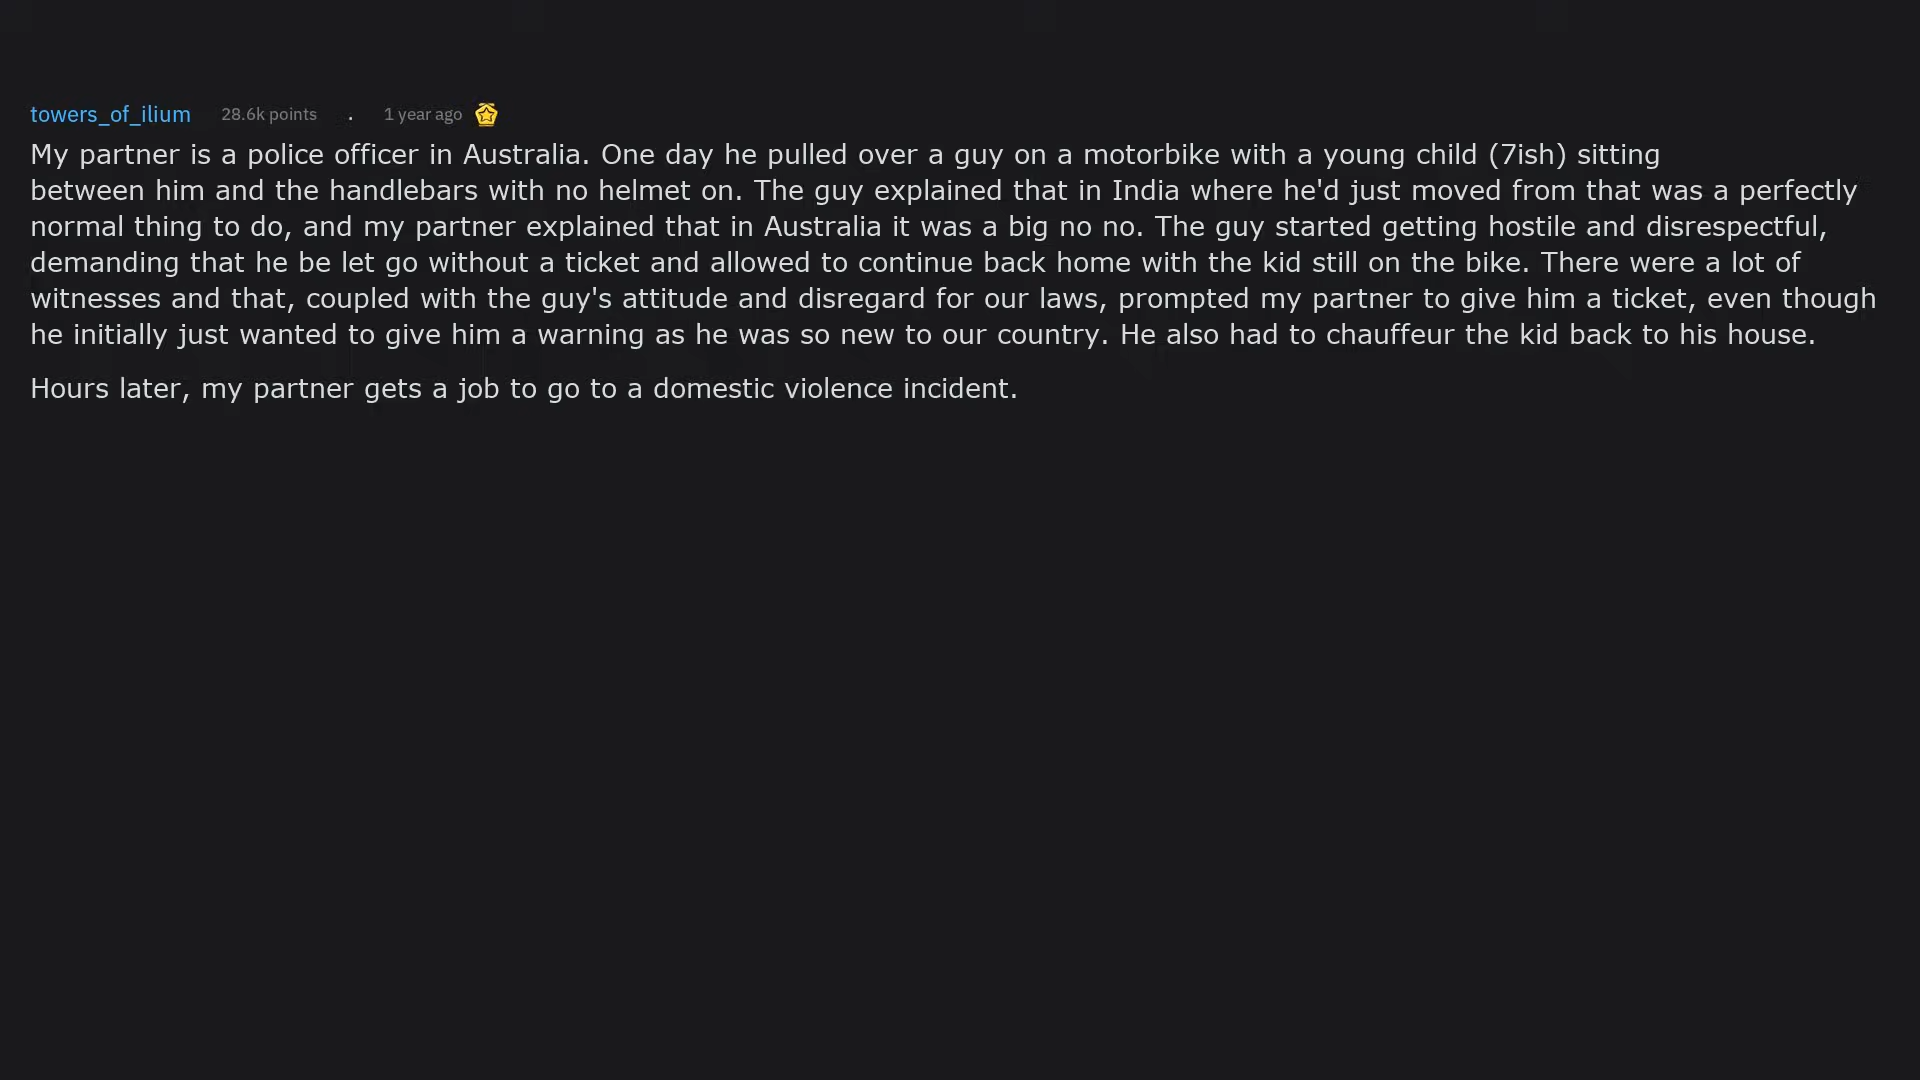 towers_of_ilium 28.6k points . 1 year ago
My partner is a police officer in Australia. One day he pulled over a guy on a motorbike with a young child (7ish) sitting
between him and the handlebars with no helmet on. The guy explained that in India where he'd just moved from that was a perfectly
normal thing to do, and my partner explained that in Australia it was a big no no. The guy started getting hostile and disrespectful,
demanding that he be let go without a ticket and allowed to continue back home with the kid still on the bike. There were a lot of
witnesses and that, coupled with the guy's attitude and disregard for our laws, prompted my partner to give him a ticket, even though
he initially just wanted to give him a warning as he was so new to our country. He also had to chauffeur the kid back to his house.
Hours later, my partner gets a job to go to a domestic violence incident.